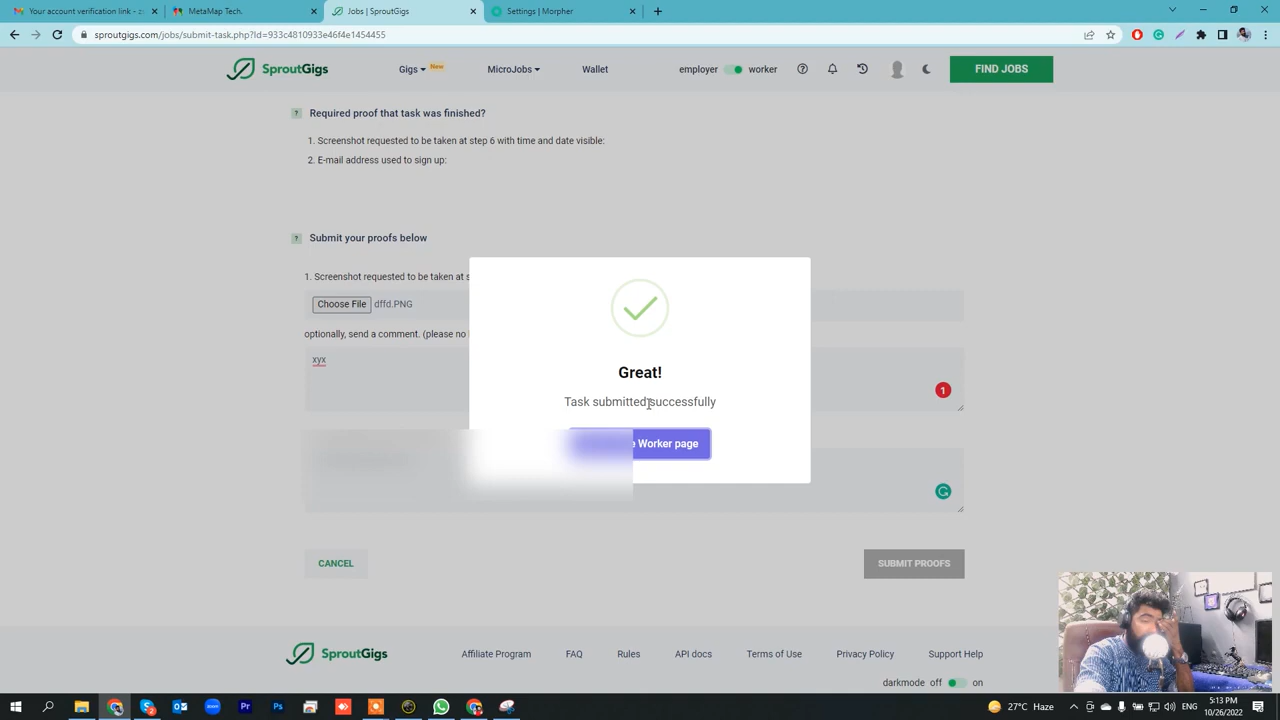 Your account verification link - z
MetaMap Tech.
Jobs | SproutGigs
Settings | Morpher
sproutgigs.com/jobs/submit-task.php?Id=933c4810933e46f4e1454455
SproutGigs
Gigs
New
MicroJobs
Wallet
employer
worker
FIND JOBS
Required proof that task was finished?
1. Screenshot requested to be taken at step 6 with time and date visible:
2. E-mail address used to sign up:
Submit your proofs below
1. Screenshot requested to be taken at s
Choose File
dffd.PNG
optionally, send a comment. (please no
xyx
1
Great!
Task submitted successfully
e Worker page
CANCEL
SUBMIT PROOFS
SproutGigs
Affiliate Program
FAQ
Rules
API docs
Terms of Use
Privacy Policy
Support Help
darkmode off on
27°C Haze
5:13 PM
10/26/2022